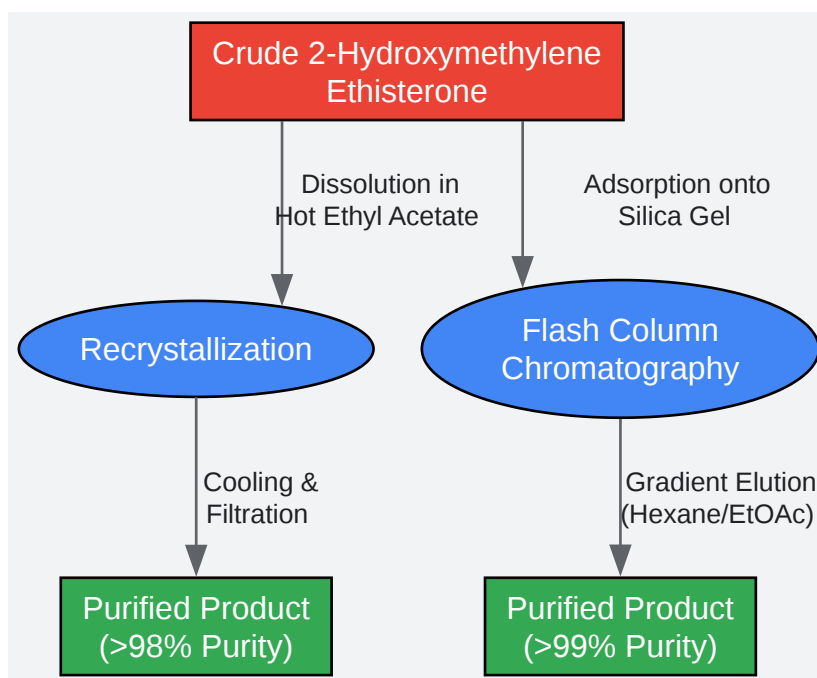 Crude 2-Hydroxymethylene
Ethisterone
Dissolution in
Hot Ethyl Acetate
Adsorption onto
Silica Gel
Recrystallization
Flash Column
Chromatography
Cooling &
Filtration
Gradient Elution
(Hexane/EtOAc)
Purified Product
(>98% Purity)
Purified Product
(>99% Purity)